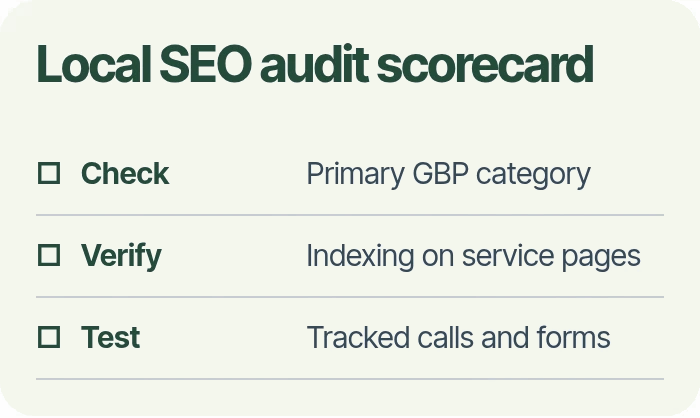 Local SEO audit scorecard
☐ Check Primary GBP category
☐ Verify Indexing on service pages
☐ Test Tracked calls and forms